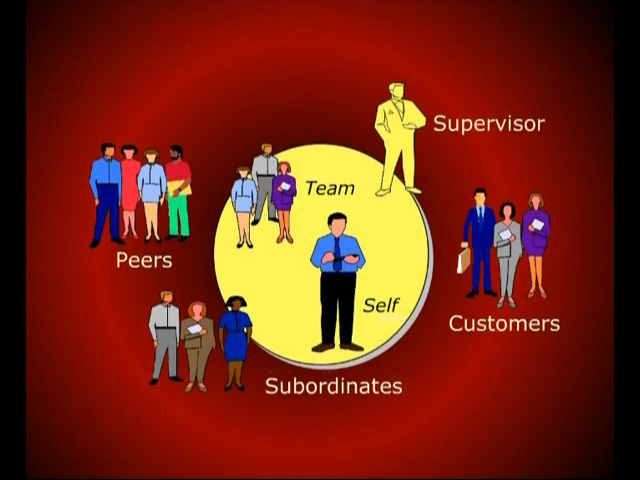 Supervisor
Team
Peers
Self
Customers
Subordinates